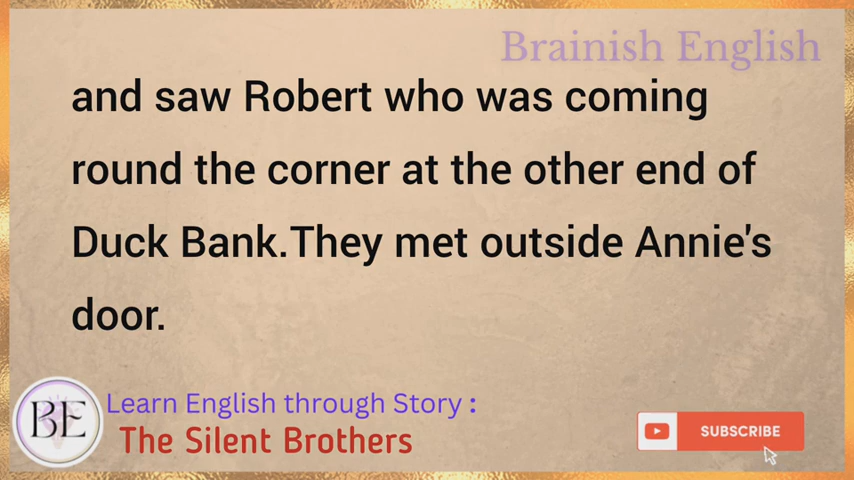 Brainish English
and saw Robert who was coming
round the corner at the other end of
Duck Bank.They met outside Annie's
door.
BE
Learn English through Story :
The Silent Brothers
SUBSCRIBE